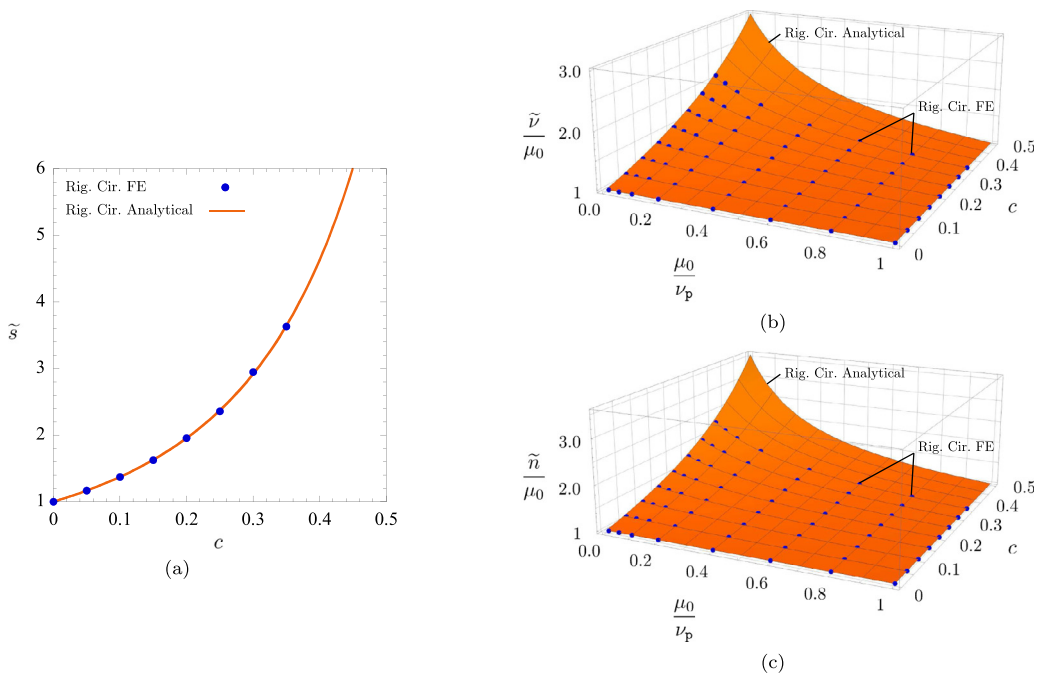 6
5
4
3
2
1
s̃
Rig. Cir. FE
Rig. Cir. Analytical
0
0.1
0.2
0.3
0.4
0.5
c
(a)
Rig. Cir. Analytical
Rig. Cir. FE
3.0
2.0
1
ν̃
μ₀
0.0
0.2
0.4
0.6
0.8
1
μ₀
νₚ
0
0.1
0.2
0.3
0.4
0.5
c
(b)
Rig. Cir. Analytical
Rig. Cir. FE
3.0
2.0
1
ñ
μ₀
0.0
0.2
0.4
0.6
0.8
1
μ₀
νₚ
0
0.1
0.2
0.3
0.4
0.5
c
(c)